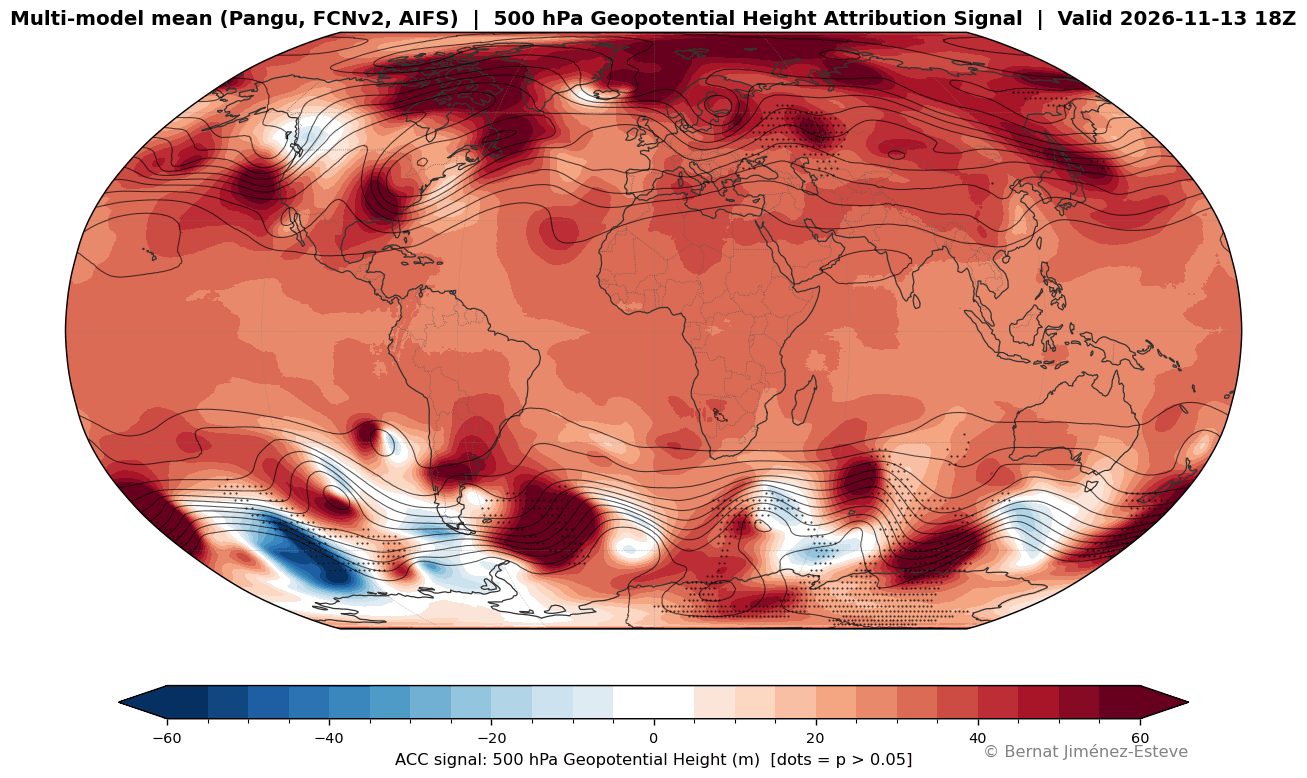 Multi-model mean (Pangu, FCNv2, AIFS)  |  500 hPa Geopotential Height Attribution Signal  |  Valid 2026-11-13 18Z
−60 −40 −20 0 20 40 60
ACC signal: 500 hPa Geopotential Height (m)  [dots = p > 0.05]
© Bernat Jiménez-Esteve